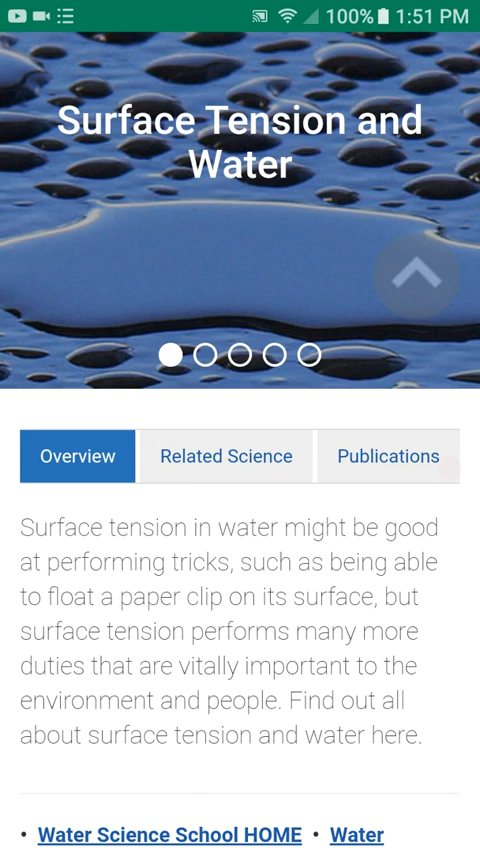 100% 1:51 PM
Surface Tension and
Water
Overview
Related Science
Publications
Surface tension in water might be good
at performing tricks, such as being able
to float a paper clip on its surface, but
surface tension performs many more
duties that are vitally important to the
environment and people. Find out all
about surface tension and water here.
• Water Science School HOME • Water